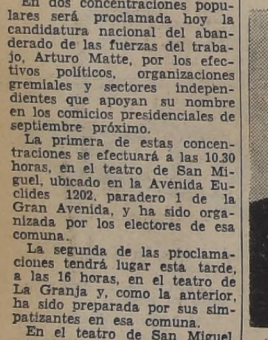 En dos concentraciones popu-
lares será proclamada hoy la
candidatura nacional del aban-
derado de las fuerzas del traba-
jo, Arturo Matte, por los efec-
tivos políticos, organizaciones
gremiales y sectores indepen-
dientes que apoyan su nombre
en los comicios presidenciales de
septiembre próximo.
La primera de estas concen-
traciones se efectuará a las 10.30
horas, en el teatro de San Mi-
guel, ubicado en la Avenida Eu-
clides 1202, paradero 1 de la
Gran Avenida, y ha sido orga-
nizada por los electores de esa
comuna.
La segunda de las proclama-
ciones tendrá lugar esta tarde,
a las 16 horas, en el teatro de
La Granja y, como la anterior,
ha sido preparada por sus sim-
patizantes en esa comuna.
En el teatro de San Miguel